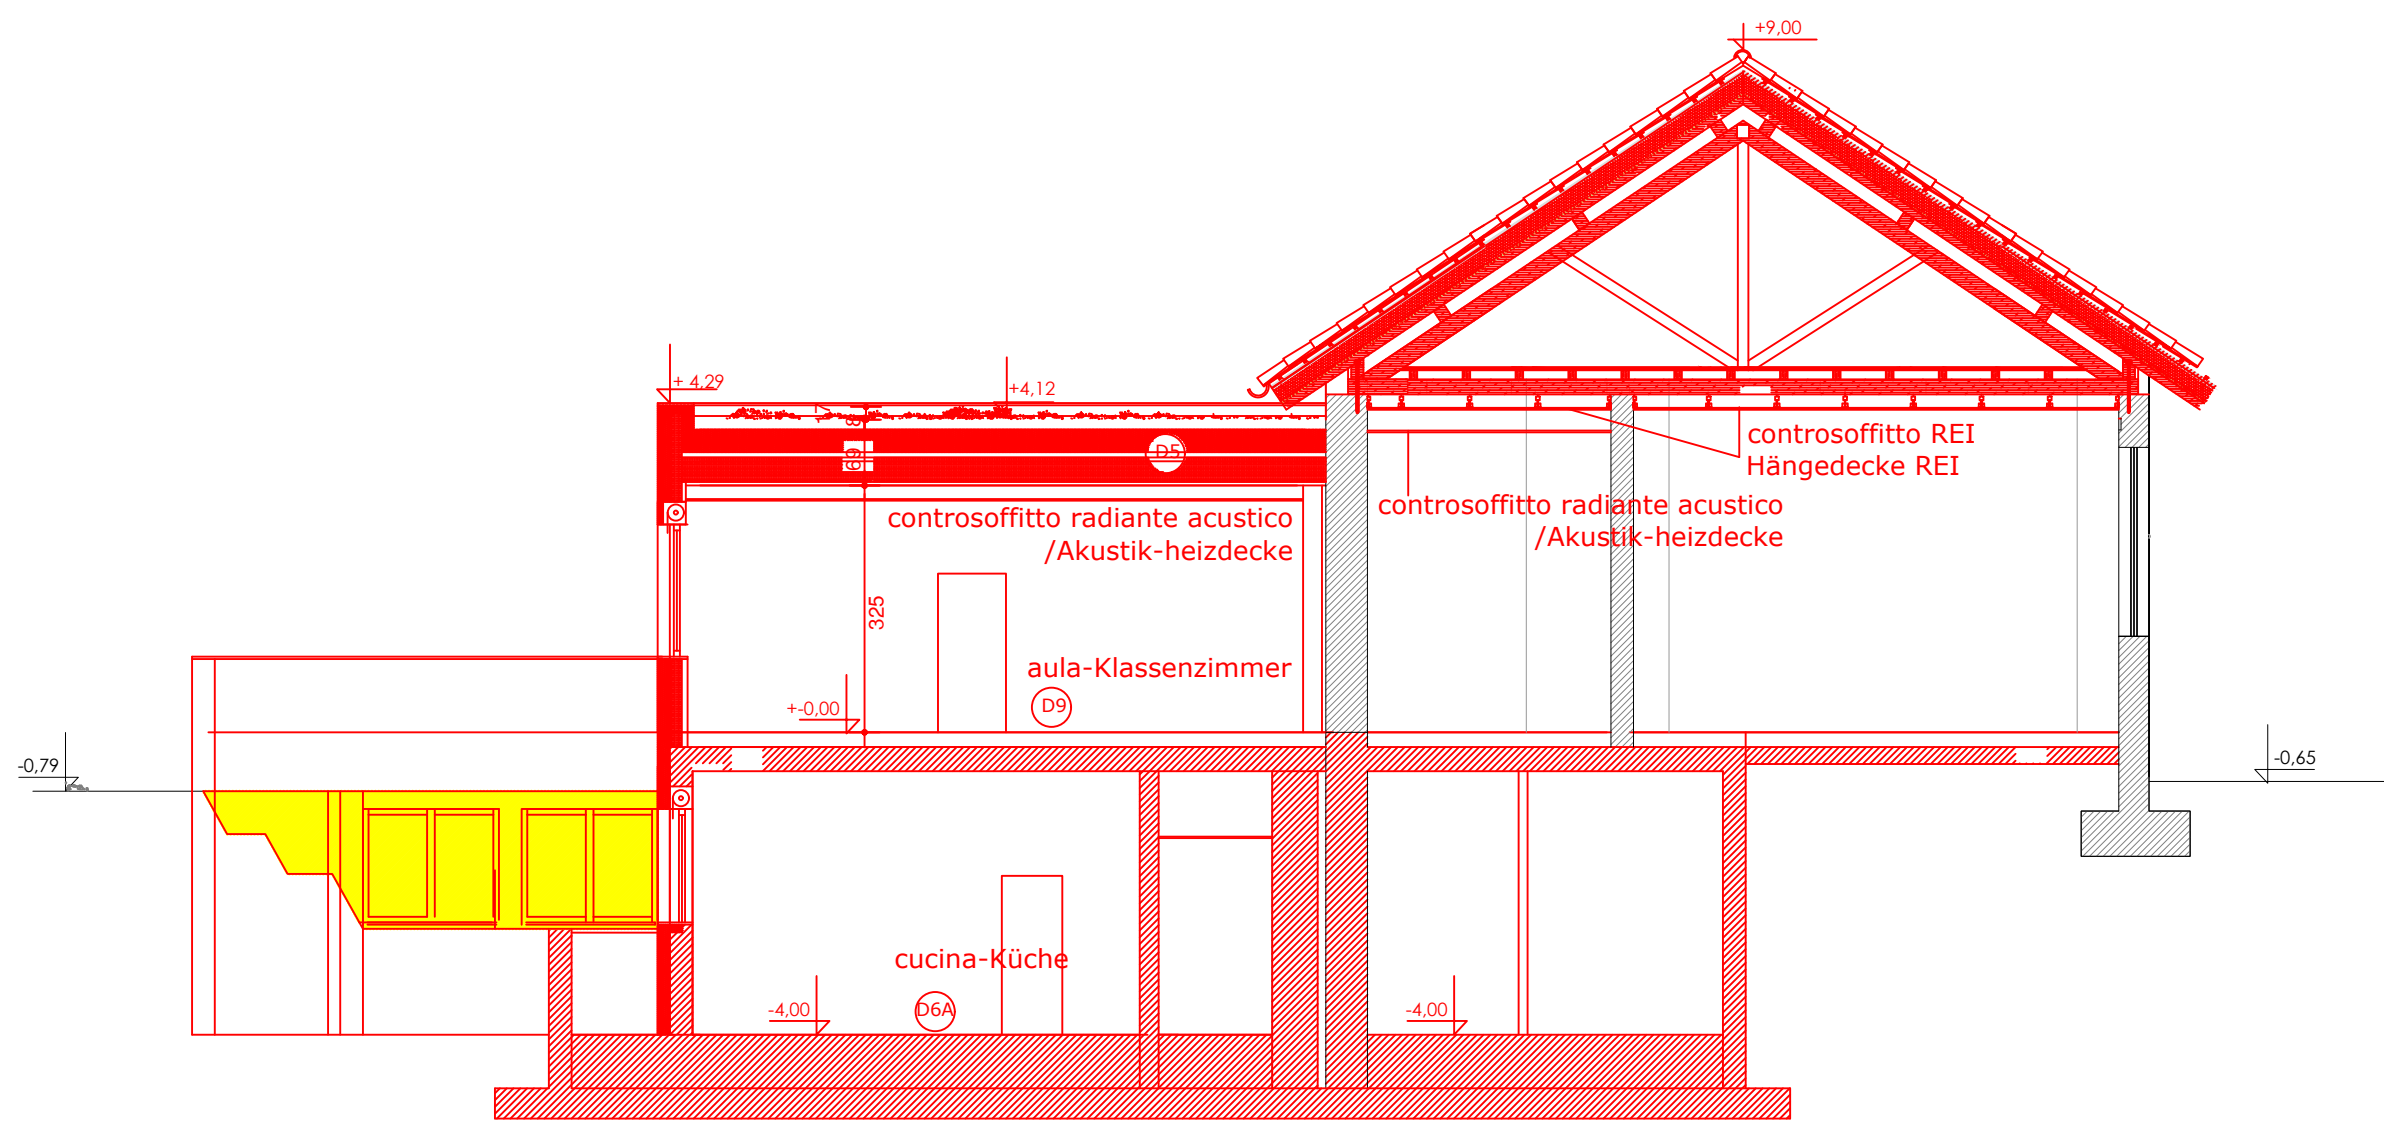 +9,00
+ 4,29
+4,12
17
8
69
D5
controsoffitto REI
Hängedecke REI
controsoffitto radiante acustico
/Akustik-heizdecke
controsoffitto radiante acustico
/Akustik-heizdecke
325
aula-Klassenzimmer
D9
+-0,00
-0,79
-0,65
cucina-Küche
D6A
-4,00
-4,00